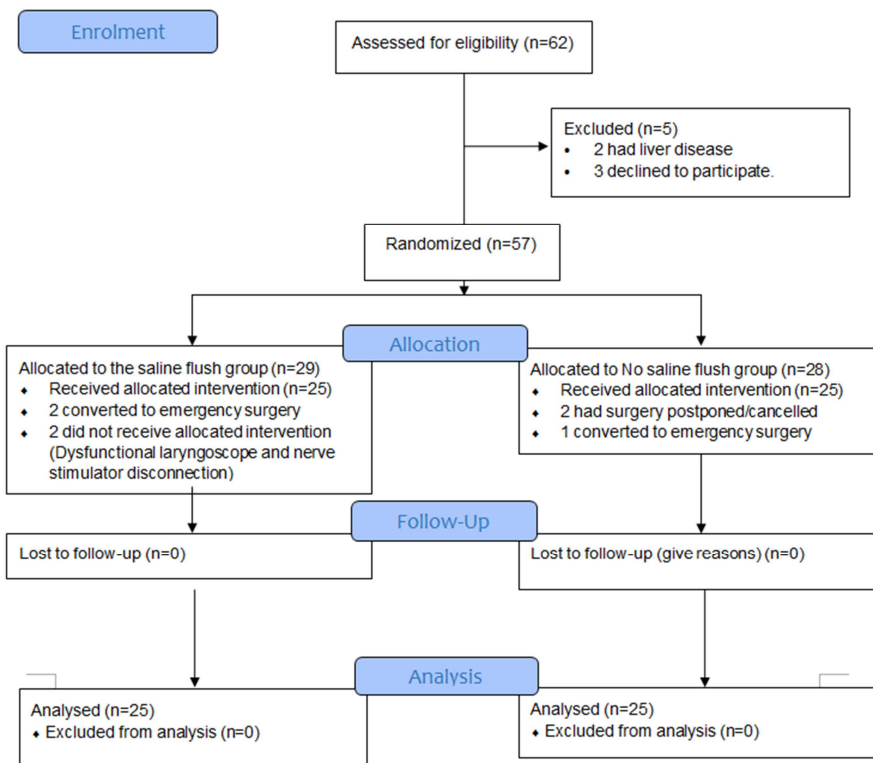 Enrolment
Assessed for eligibility (n=62)
Excluded (n=5)
• 2 had liver disease
• 3 declined to participate.
Randomized (n=57)
Allocation
Allocated to the saline flush group (n=29)
♦ Received allocated intervention (n=25)
♦ 2 converted to emergency surgery
♦ 2 did not receive allocated intervention
(Dysfunctional laryngoscope and nerve
stimulator disconnection)
Allocated to No saline flush group (n=28)
♦ Received allocated intervention (n=25)
♦ 2 had surgery postponed/cancelled
♦ 1 converted to emergency surgery
Follow-Up
Lost to follow-up (n=0)
Lost to follow-up (give reasons) (n=0)
Analysis
Analysed (n=25)
♦ Excluded from analysis (n=0)
Analysed (n=25)
♦ Excluded from analysis (n=0)